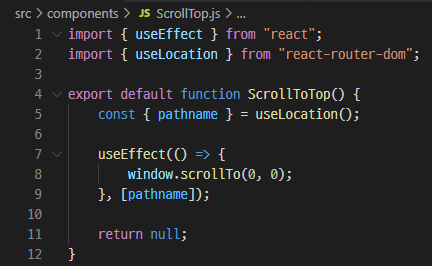 src > components > JS ScrollTop.js > ...
1 import { useEffect } from "react";
2 import { useLocation } from "react-router-dom";
3
4 export default function ScrollToTop() {
5 const { pathname } = useLocation();
6
7 useEffect(() => {
8 window.scrollTo(0, 0);
9 }, [pathname]);
10
11 return null;
12 }